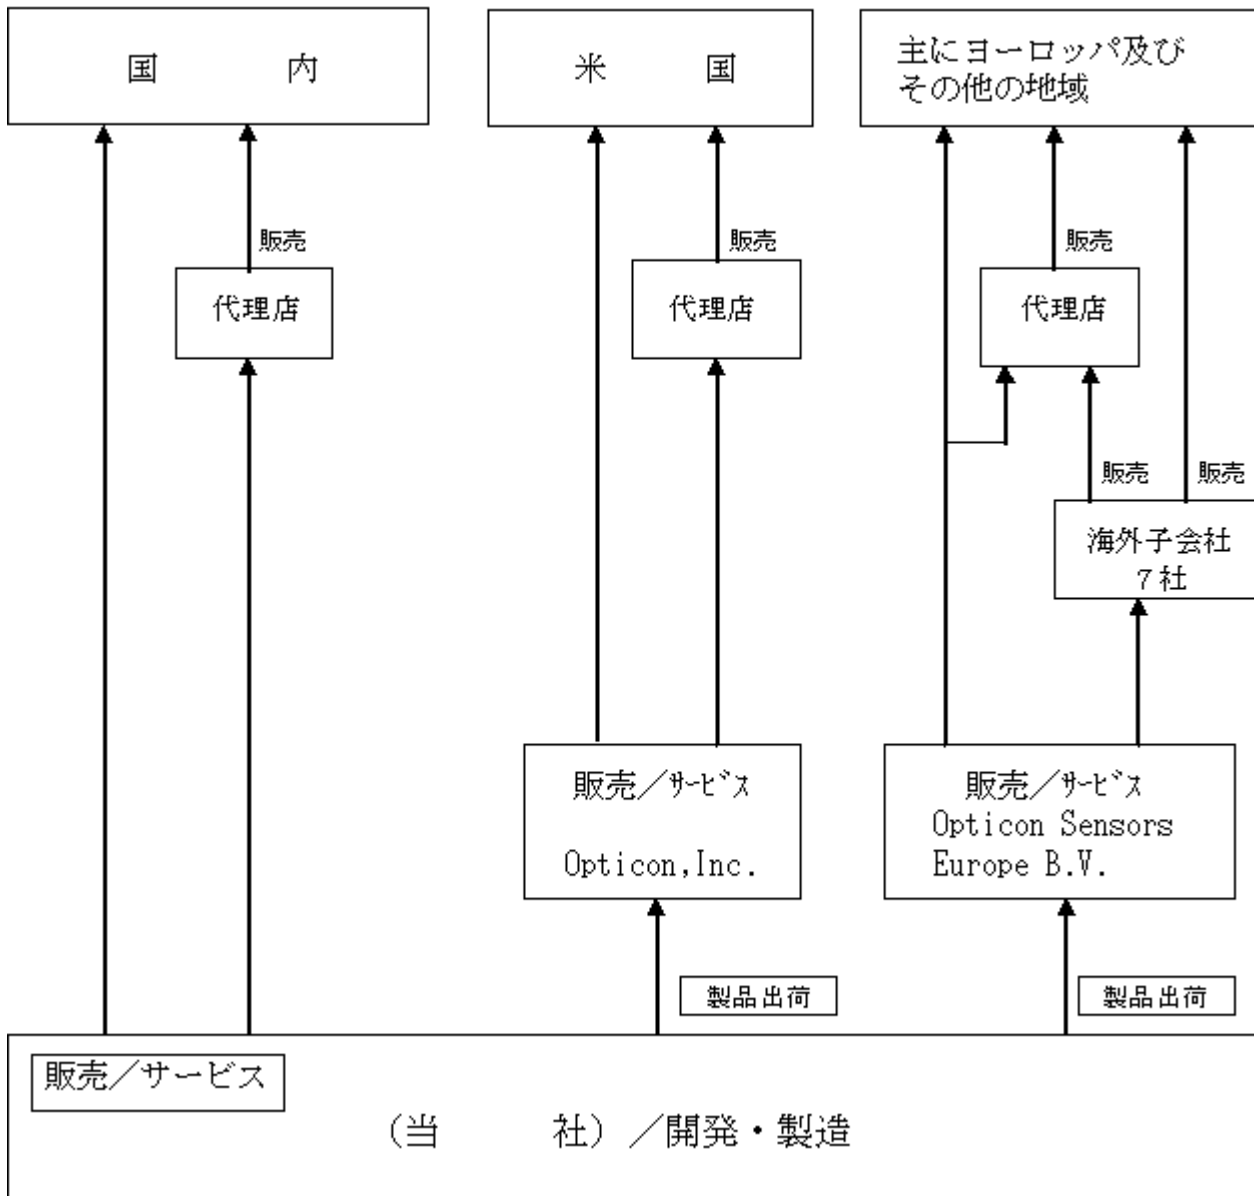 国　　　内
米　　国
主にヨーロッパ及び
その他の地域
販売
販売
販売
代理店
代理店
代理店
販売
販売
海外子会社
７社
販売／ｻｰﾋﾞｽ
Opticon,Inc.
販売／ｻｰﾋﾞｽ
Opticon Sensors
Europe B.V.
製品出荷
製品出荷
販売／サービス
（当　　社）／開発・製造